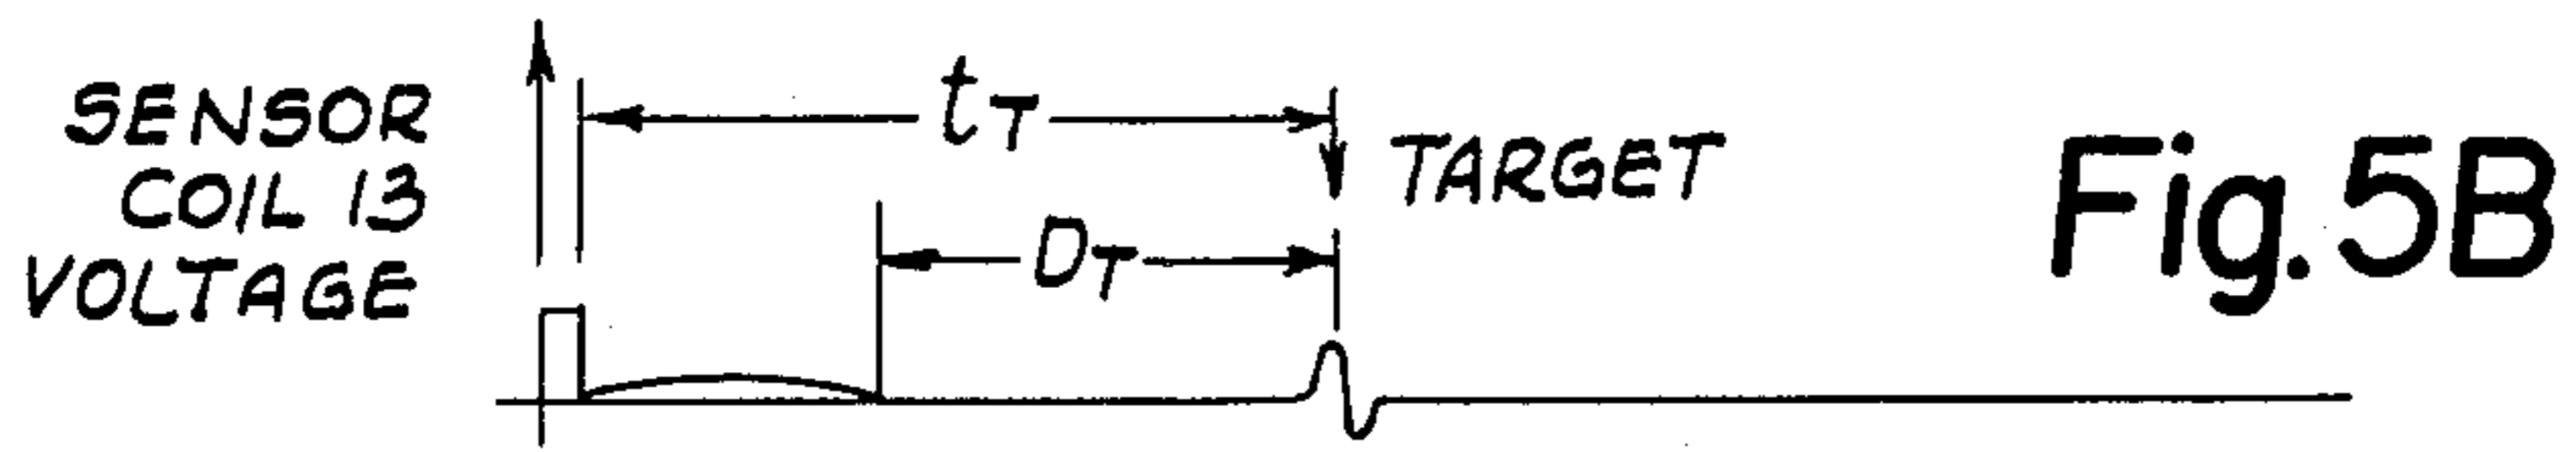 SENSOR
COIL 13
VOLTAGE
tT
TARGET
DT
Fig. 5B